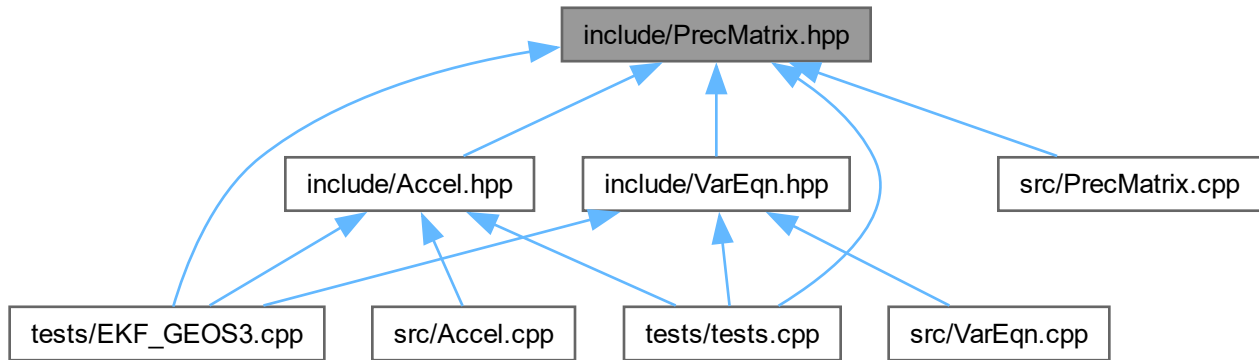 include/PrecMatrix.hpp
include/Accel.hpp
include/VarEqn.hpp
src/PrecMatrix.cpp
tests/EKF_GEOS3.cpp
src/Accel.cpp
tests/tests.cpp
src/VarEqn.cpp